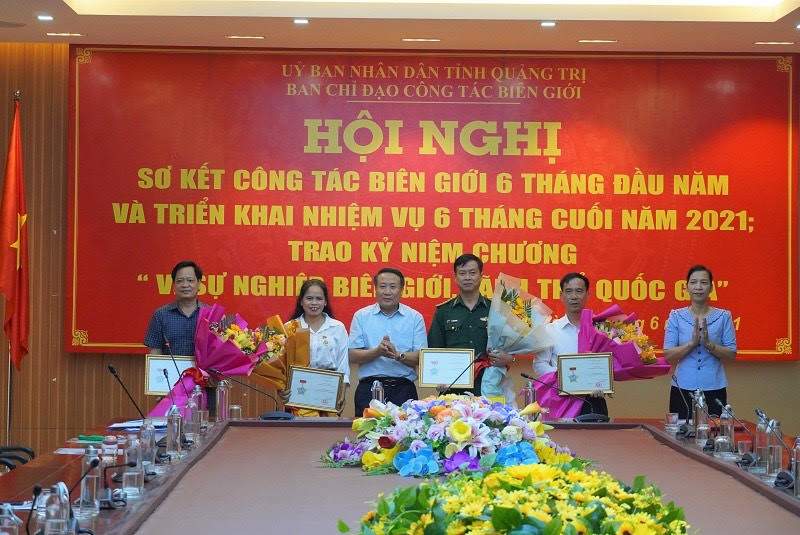 UỶ BAN NHÂN DÂN TỈNH QUẢNG TRỊ
BAN CHỈ ĐẠO CÔNG TÁC BIÊN GIỚI
HỘI NGHỊ
SƠ KẾT CÔNG TÁC BIÊN GIỚI 6 THÁNG ĐẦU NĂM
VÀ TRIỂN KHAI NHIỆM VỤ 6 THÁNG CUỐI NĂM 2021;
TRAO KỶ NIỆM CHƯƠNG
“ VÌ SỰ NGHIỆP BIÊN GIỚI QUỐC GIA”
6